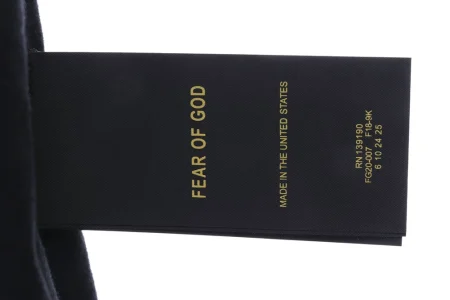 FEAR OF GOD
MADE IN THE UNITED STATES
RN 139190
FG20-007 F18-9K
6 10 24 25